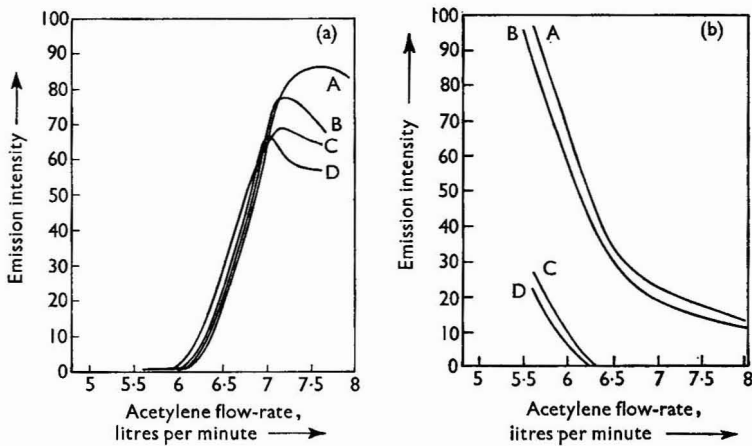 (a)
Emission intensity
100
90
80
70
60
50
40
30
20
10
0
A
B
C
D
5 5·5 6 6·5 7 7·5 8
Acetylene flow-rate,
litres per minute
(b)
Emission intensity
100
90
80
70
60
50
40
30
20
10
0
B A
C
D
5 5·5 6 6·5 7 7·5 8
Acetylene flow-rate,
litres per minute